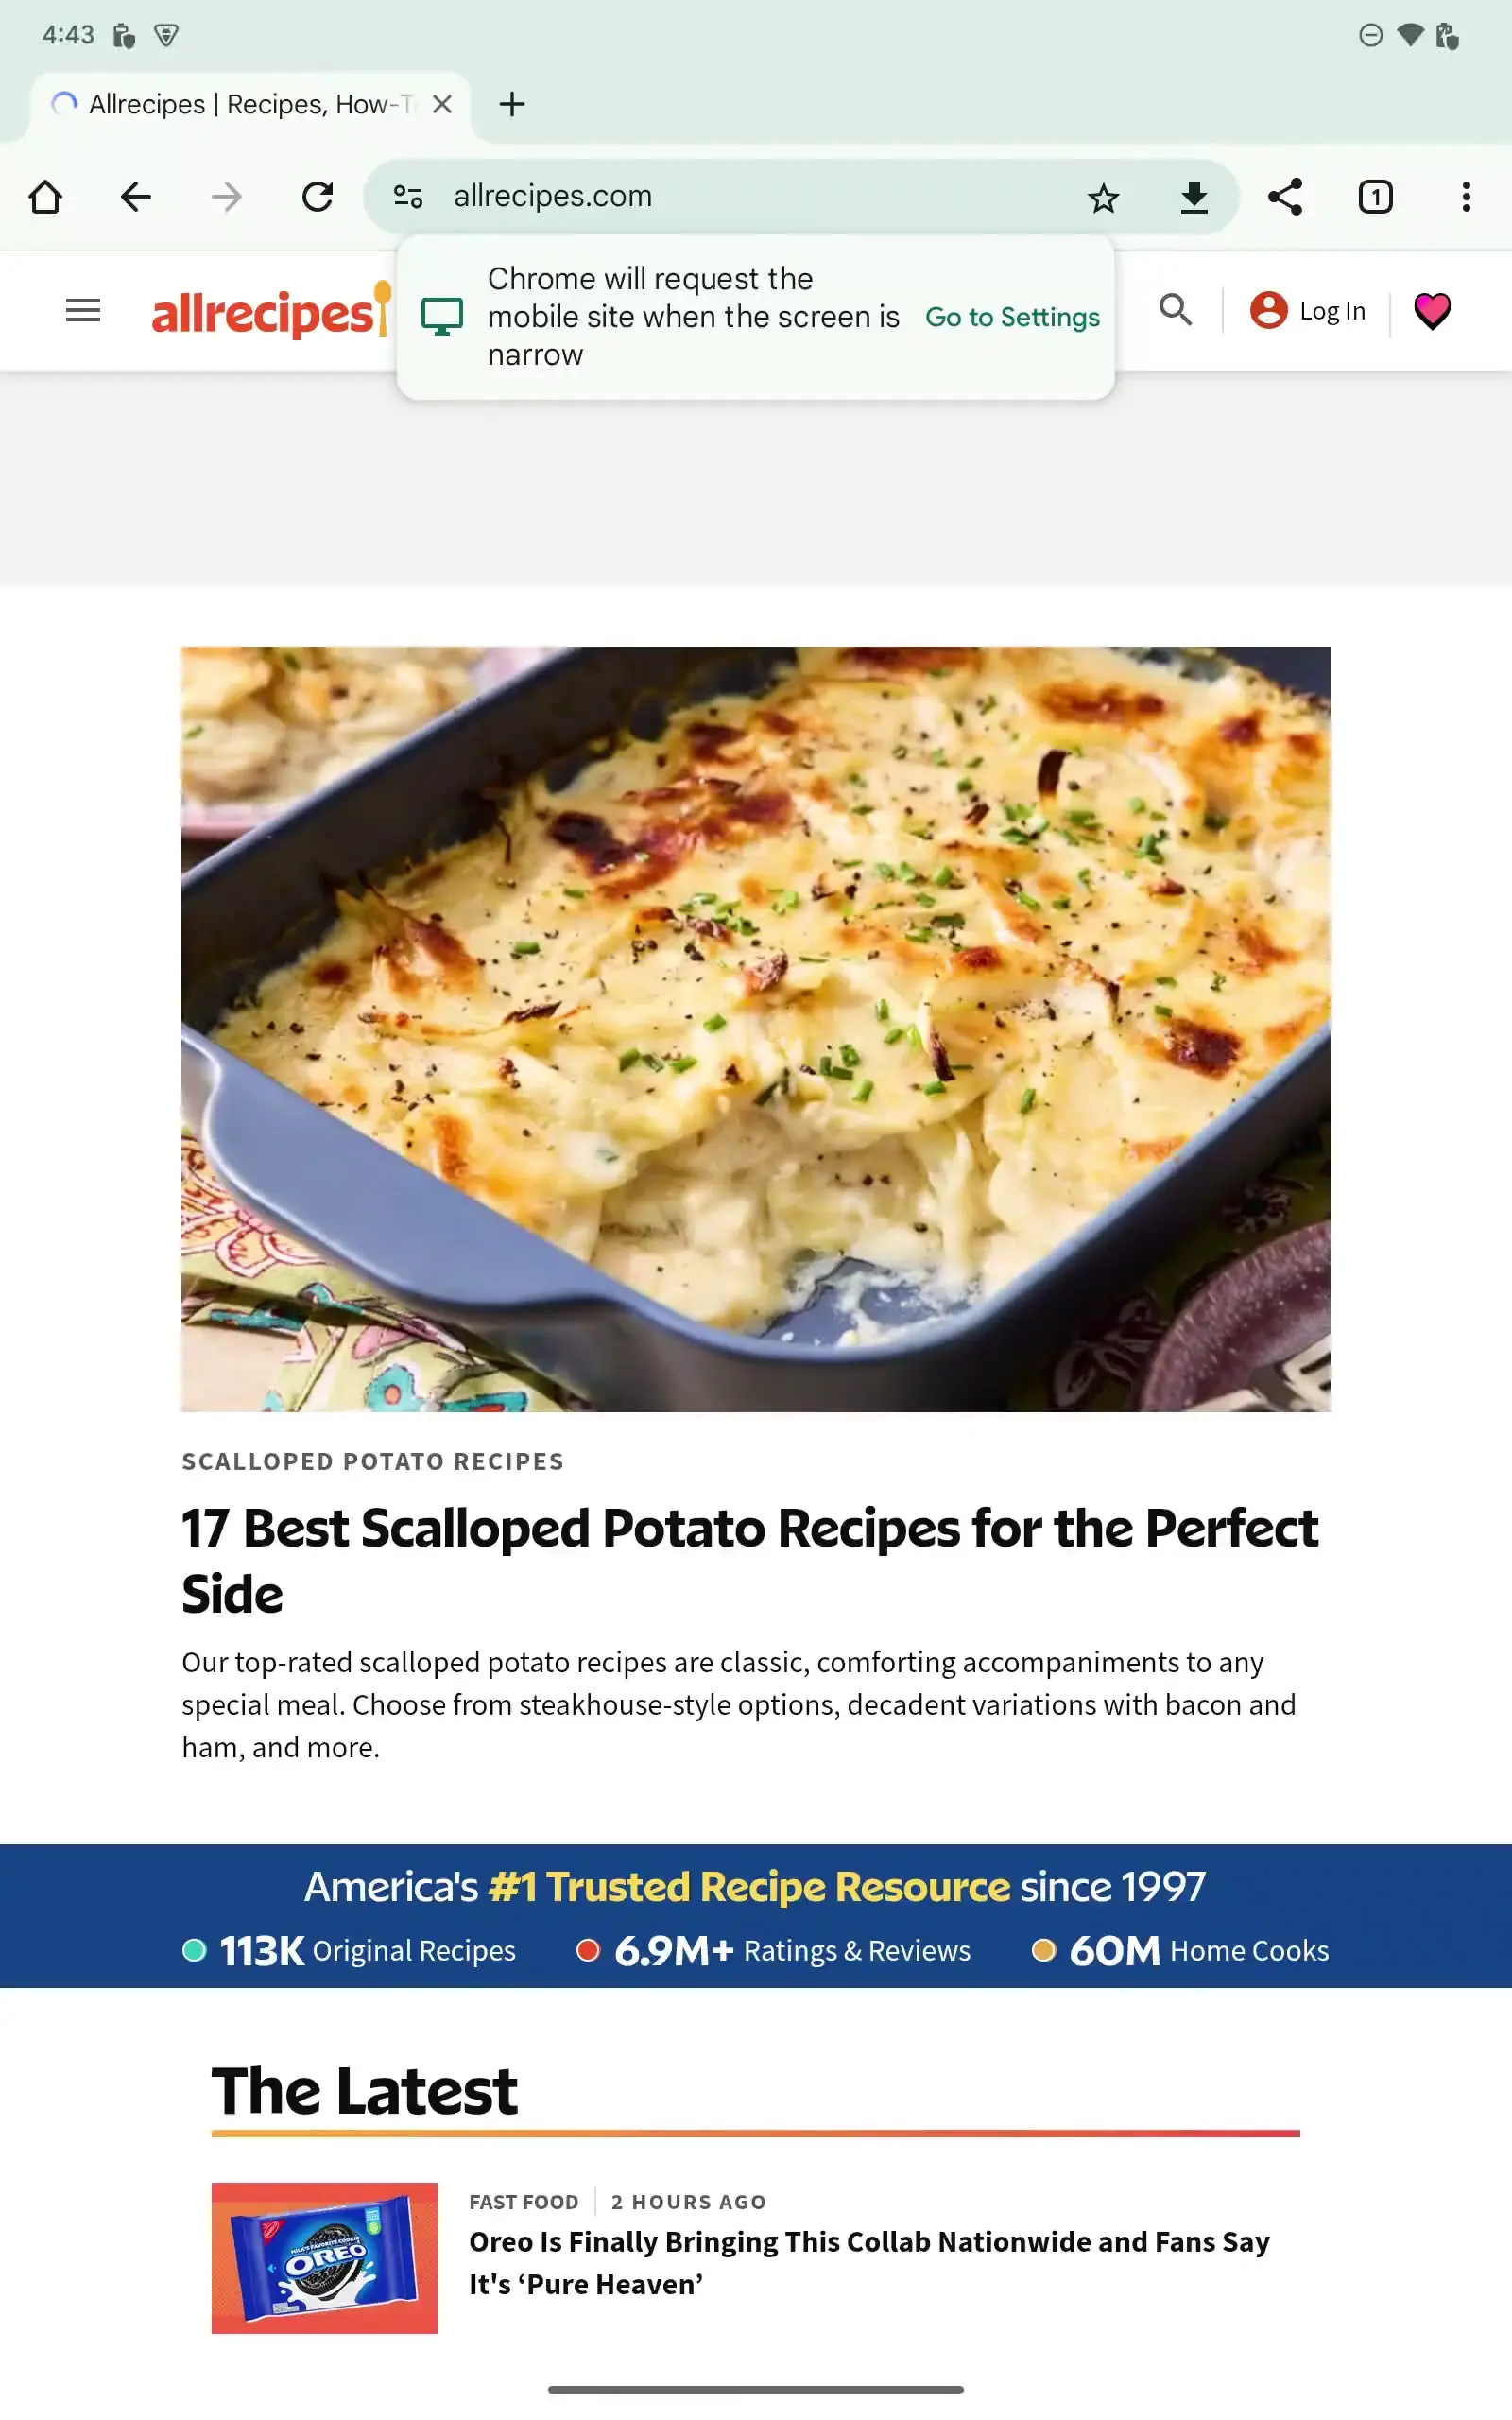 4:43
Allrecipes | Recipes, How-T
allrecipes.com
1
Chrome will request the
mobile site when the screen is
narrow
Go to Settings
allrecipes
Log In
SCALLOPED POTATO RECIPES
17 Best Scalloped Potato Recipes for the Perfect
Side
Our top-rated scalloped potato recipes are classic, comforting accompaniments to any
special meal. Choose from steakhouse-style options, decadent variations with bacon and
ham, and more.
America's #1 Trusted Recipe Resource since 1997
113K Original Recipes 6.9M+ Ratings & Reviews 60M Home Cooks
The Latest
FAST FOOD 2 HOURS AGO
Oreo Is Finally Bringing This Collab Nationwide and Fans Say
It's ‘Pure Heaven’
OREO